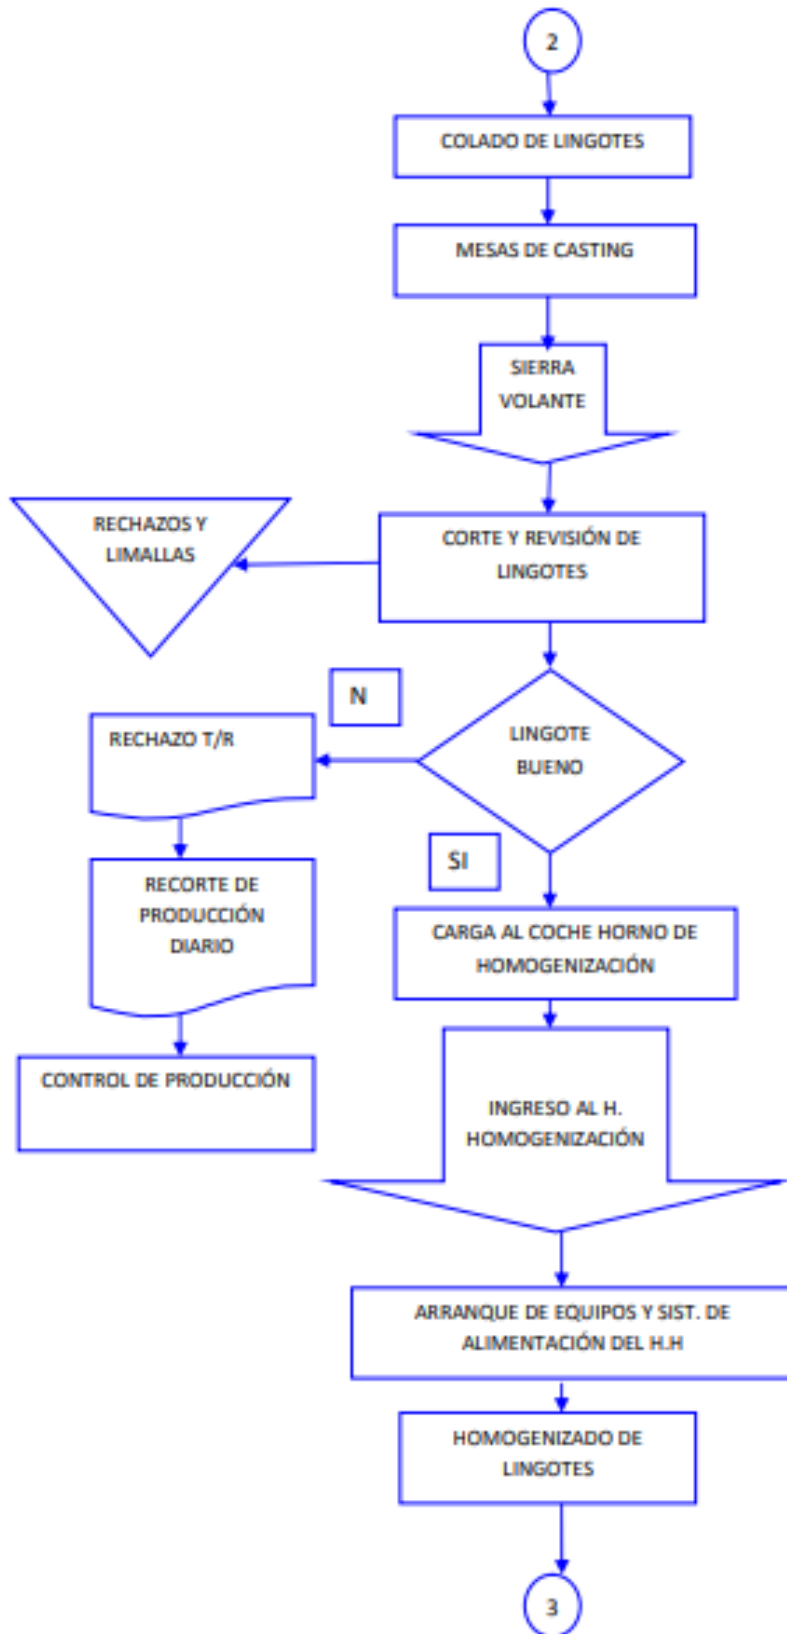 2
COLADO DE LINGOTES
MESAS DE CASTING
SIERRA
VOLANTE
RECHAZOS Y
LIMALLAS
CORTE Y REVISIÓN DE
LINGOTES
N
RECHAZO T/R
LINGOTE
BUENO
SI
RECORTE DE
PRODUCCIÓN
DIARIO
CARGA AL COCHE HORNO DE
HOMOGENIZACIÓN
CONTROL DE PRODUCCIÓN
INGRESO AL H.
HOMOGENIZACIÓN
ARRANQUE DE EQUIPOS Y SIST. DE
ALIMENTACIÓN DEL H.H
HOMOGENIZADO DE
LINGOTES
3